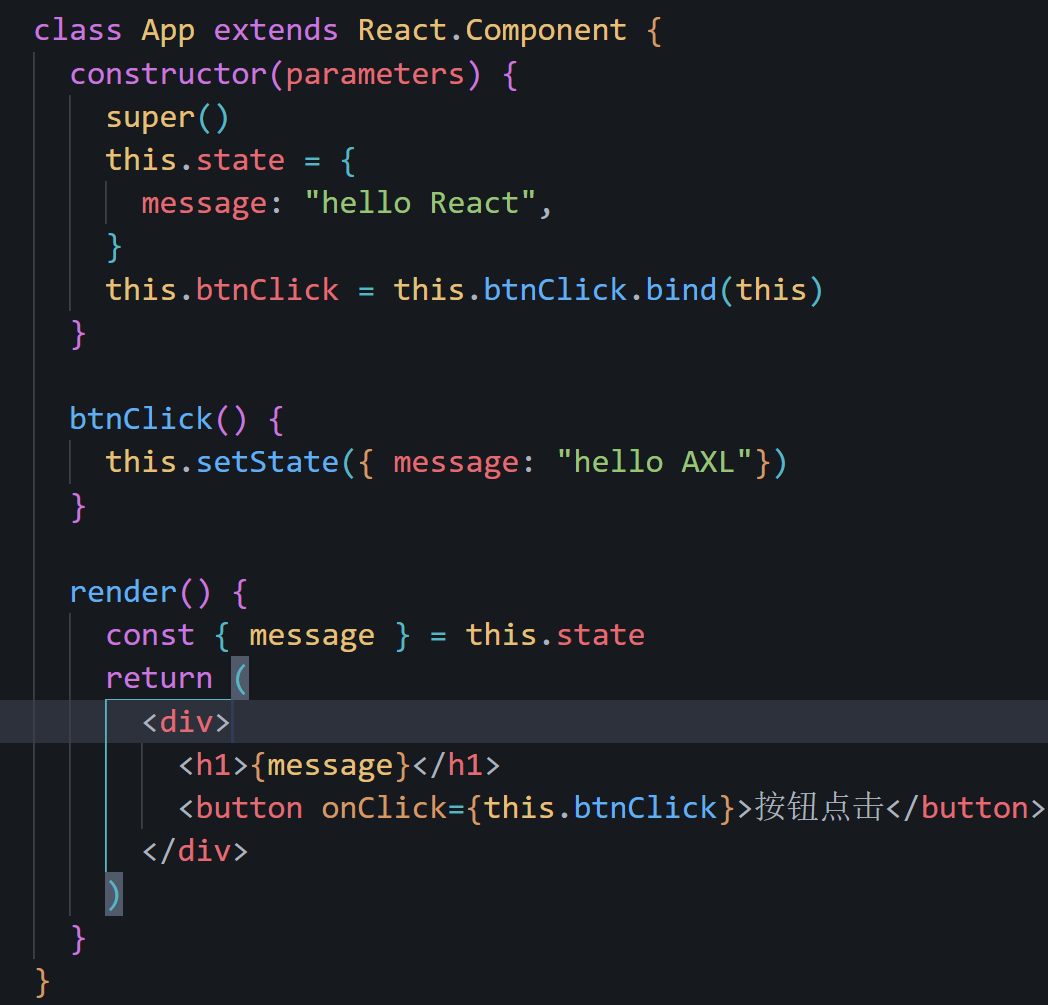 class App extends React.Component {
constructor(parameters) {
super()
this.state = {
message: "hello React",
}
this.btnClick = this.btnClick.bind(this)
}
btnClick() {
this.setState({ message: "hello AXL"})
}
render() {
const { message } = this.state
return (
<div>
<h1>{message}</h1>
<button onClick={this.btnClick}>按钮点击</button>
</div>
)
}
}